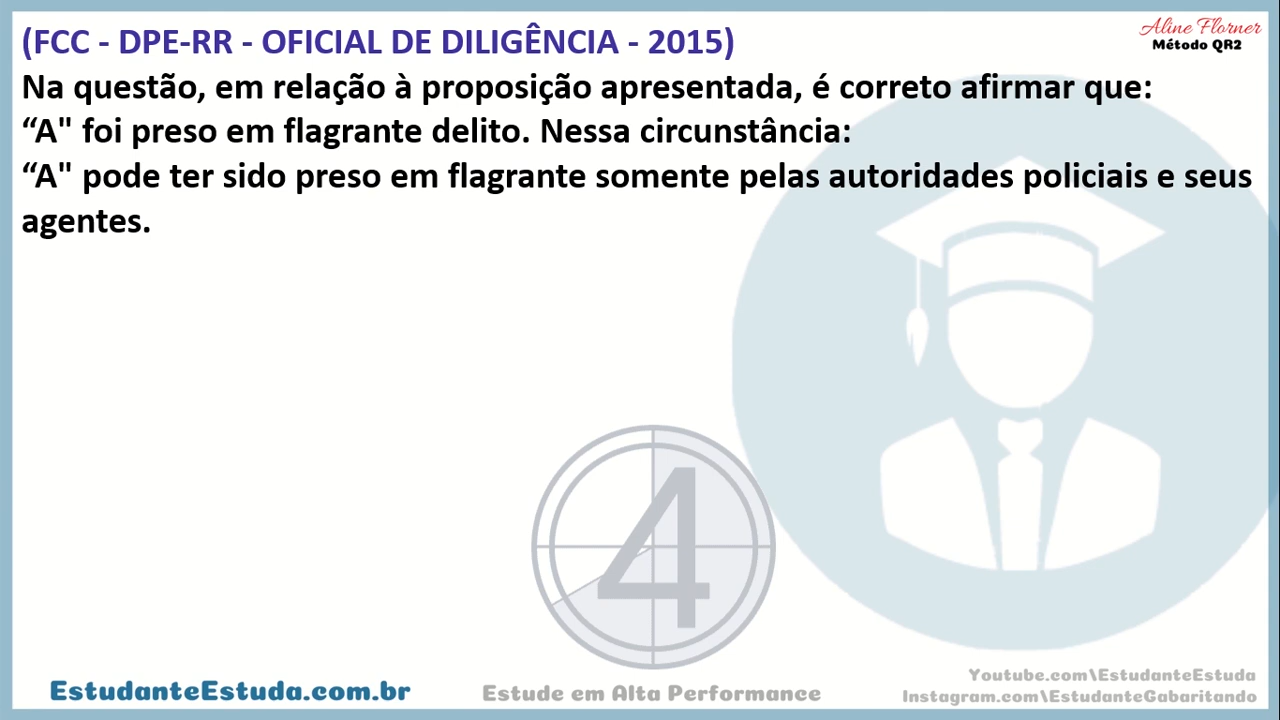 (FCC - DPE-RR - OFICIAL DE DILIGÊNCIA - 2015)
Aline Florner
Método QR2
Na questão, em relação à proposição apresentada, é correto afirmar que:
“A" foi preso em flagrante delito. Nessa circunstância:
“A" pode ter sido preso em flagrante somente pelas autoridades policiais e seus
agentes.
4
EstudanteEstuda.com.br
Estude em Alta Performance
Youtube.com\EstudanteEstuda
Instagram.com\EstudanteGabaritando